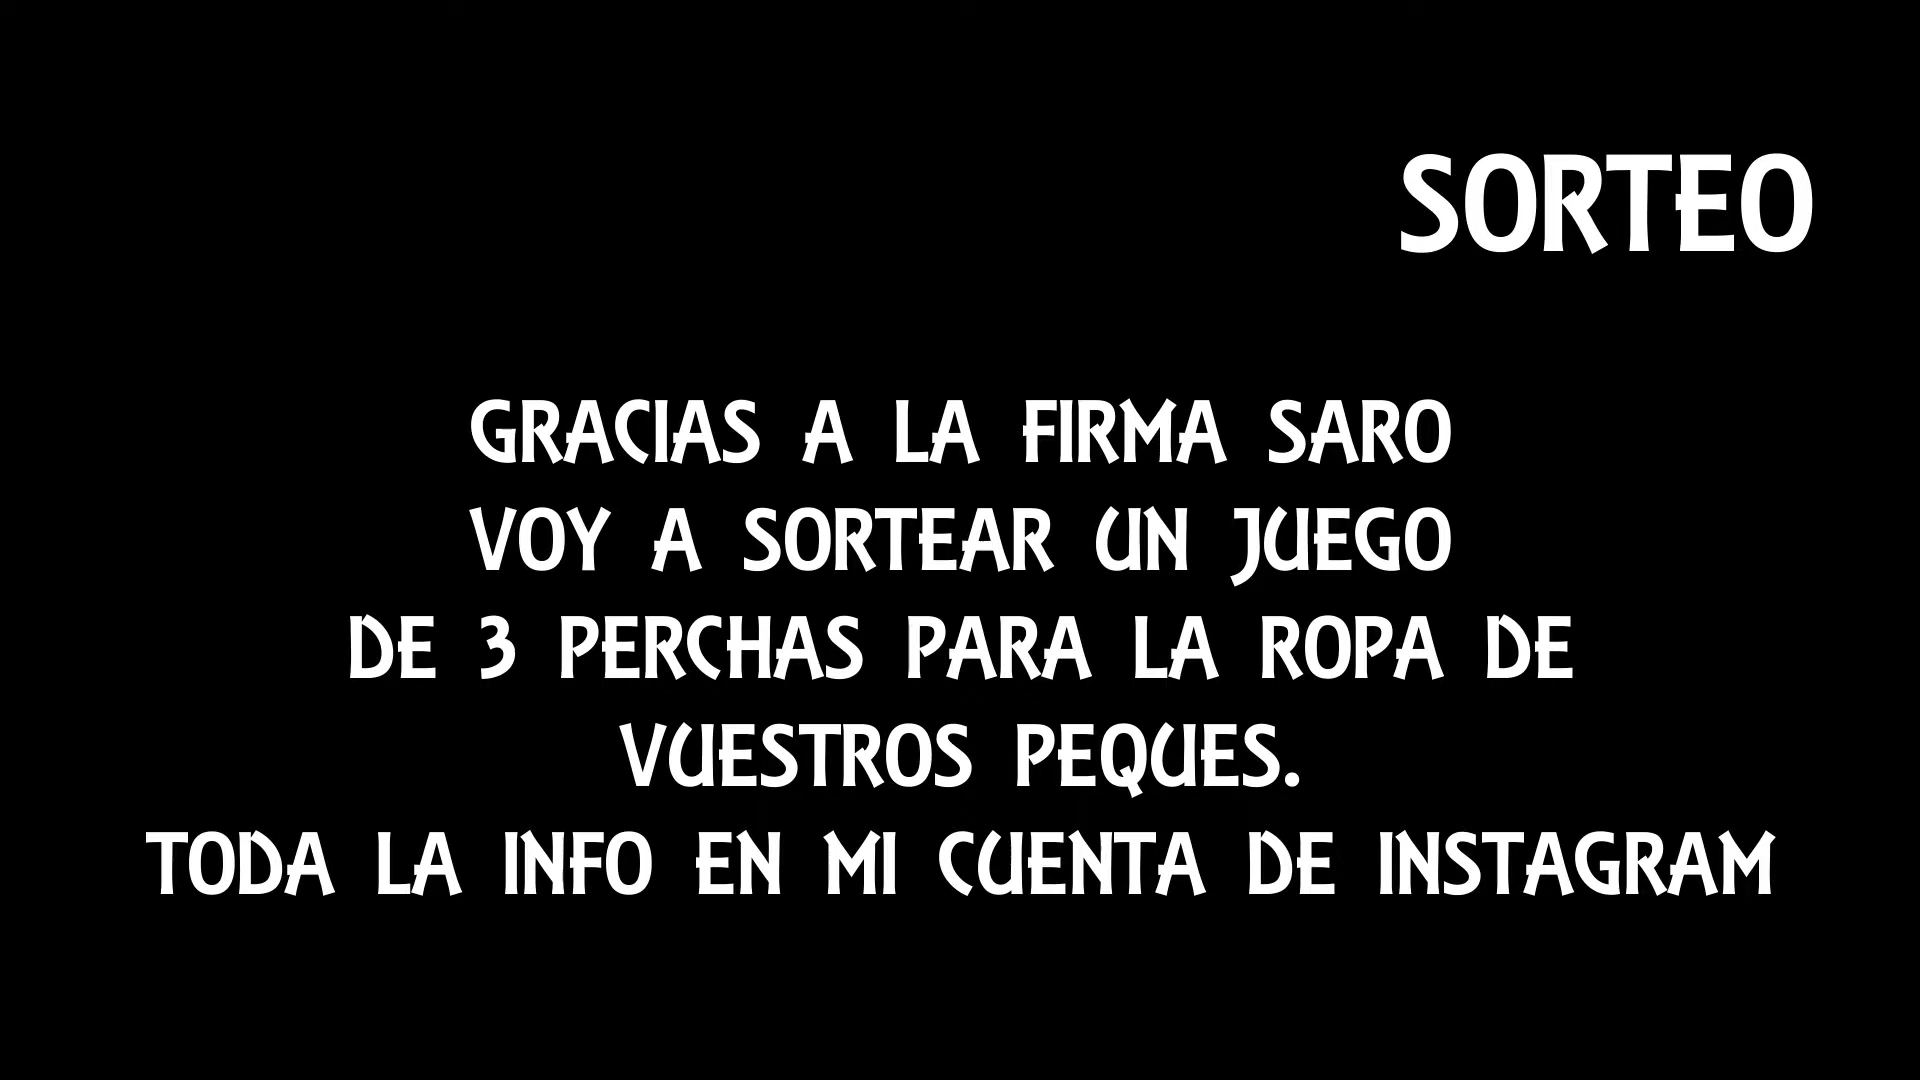 SORTEO
GRACIAS A LA FIRMA SARO
VOY A SORTEAR UN JUEGO
DE 3 PERCHAS PARA LA ROPA DE
VUESTROS PEQUES.
TODA LA INFO EN MI CUENTA DE INSTAGRAM